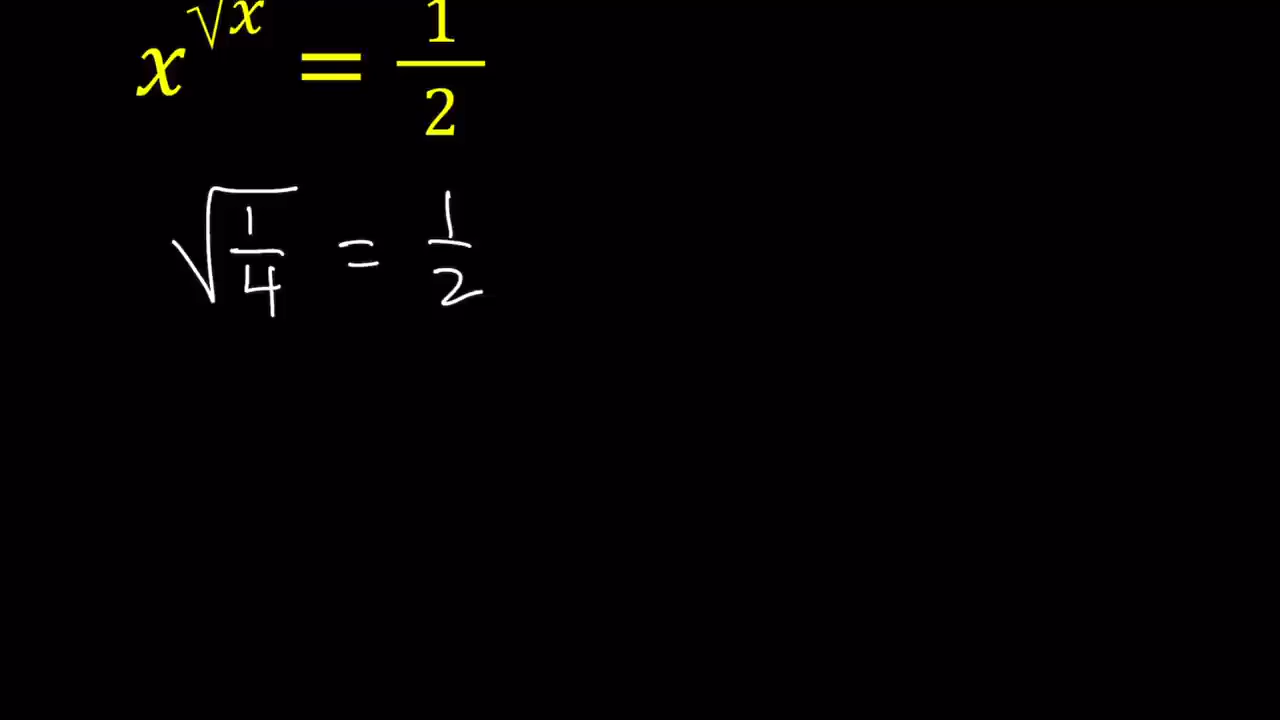 x^√x = 1/2
√(1/4) = 1/2